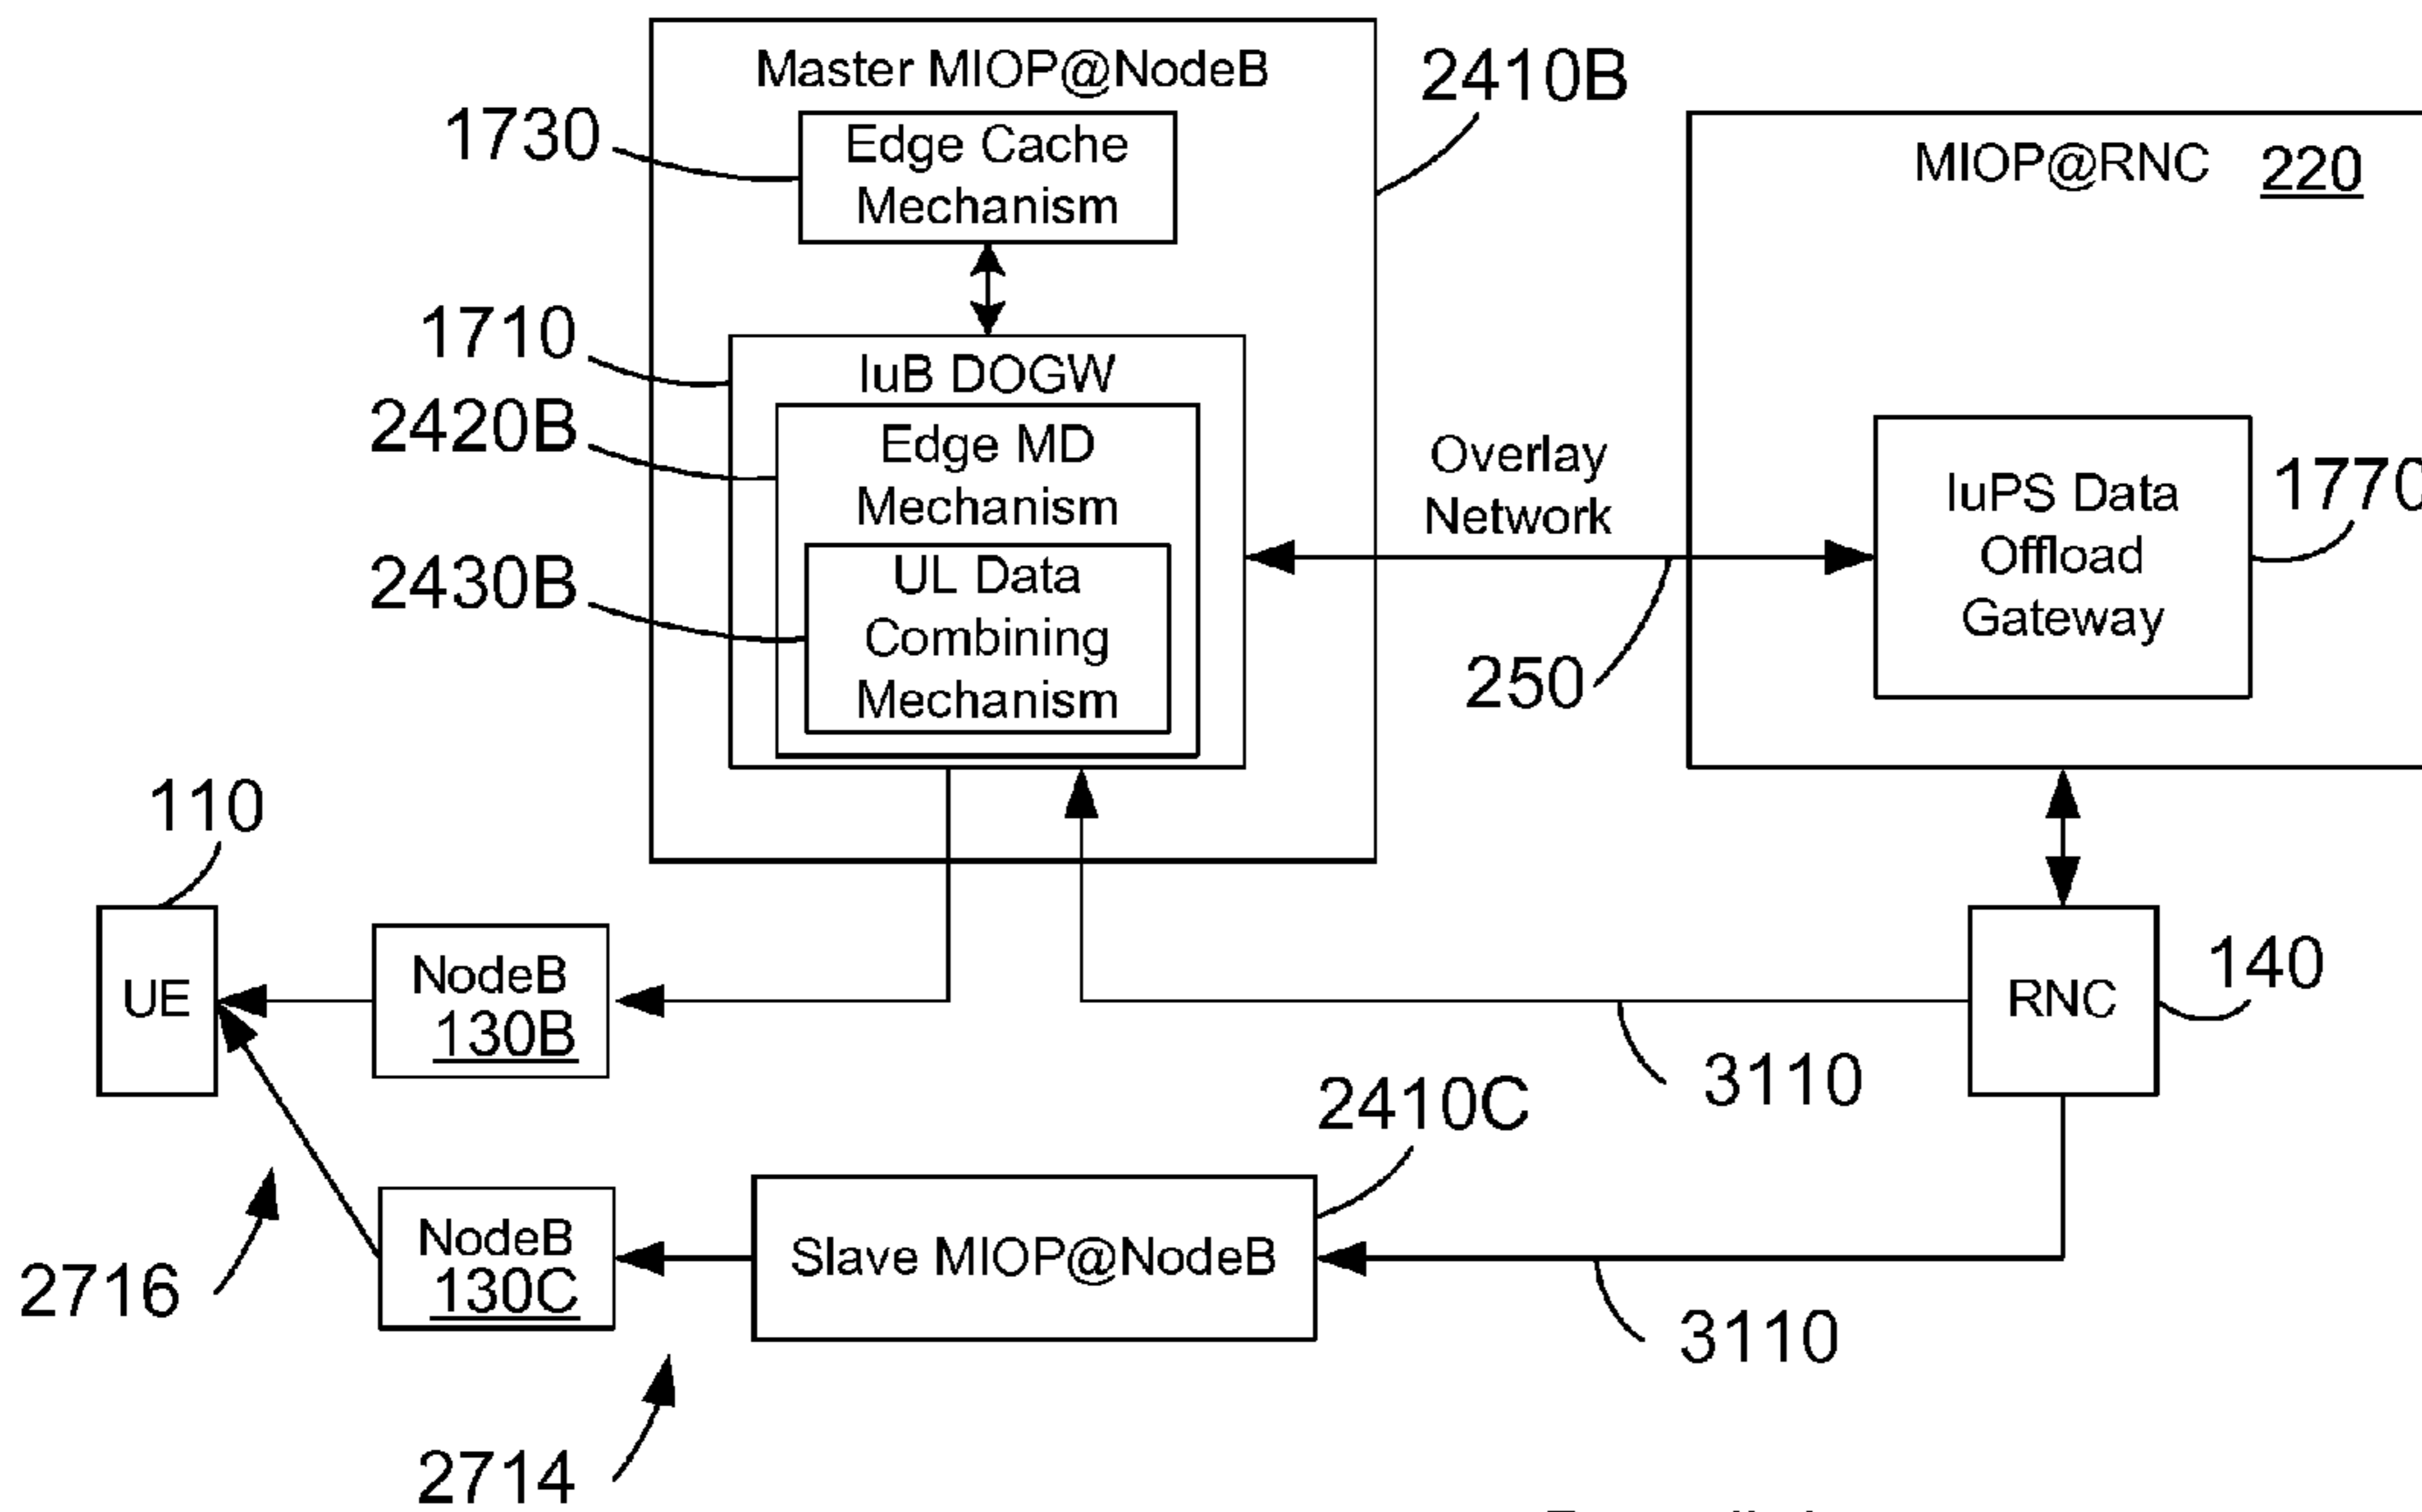 Master MIOP@NodeB
2410B
1730
Edge Cache
Mechanism
MIOP@RNC 220
1710
IuB DOGW
2420B
Edge MD
Mechanism
Overlay
Network
1770
IuPS Data
Offload
Gateway
2430B
UL Data
Combining
Mechanism
250
110
UE
NodeB
130B
RNC
140
3110
2410C
NodeB
130C
Slave MIOP@NodeB
2716
3110
2714